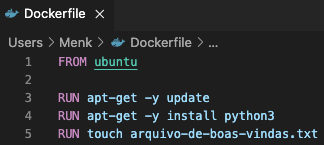 Dockerfile ×
Users > Menk > Dockerfile > ...
1 FROM ubuntu
2
3 RUN apt-get -y update
4 RUN apt-get -y install python3
5 RUN touch arquivo-de-boas-vindas.txt